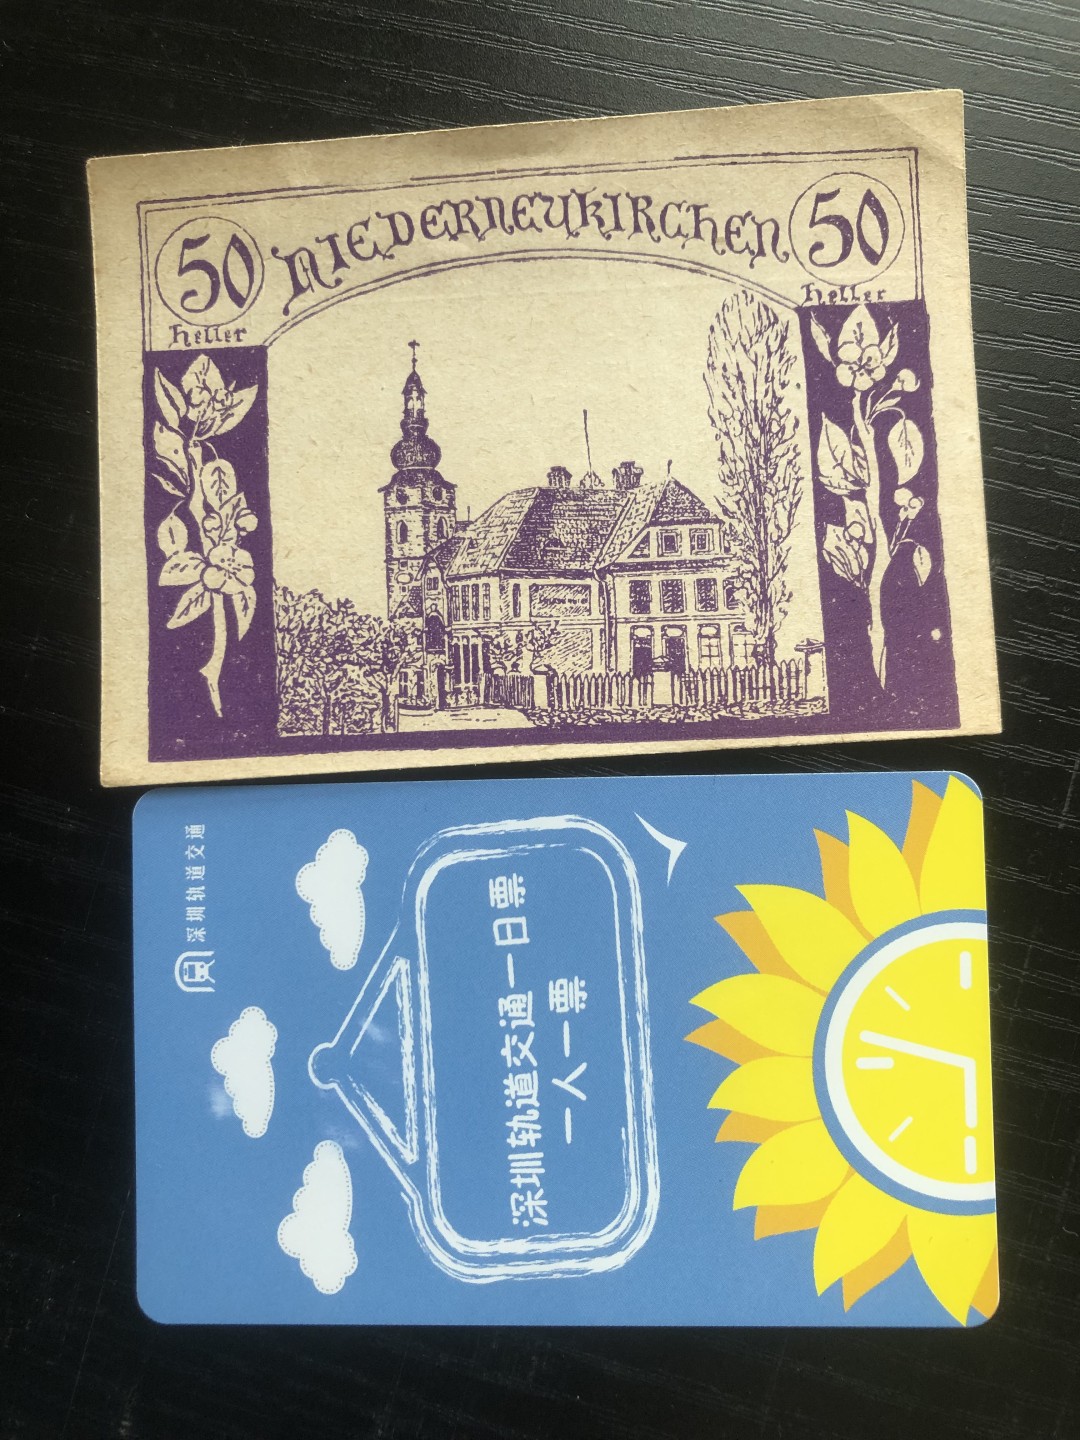 NIEDERNEUKIRCHEN
50
heller
50
heller
深圳轨道交通
深圳轨道交通一日票
一人一票